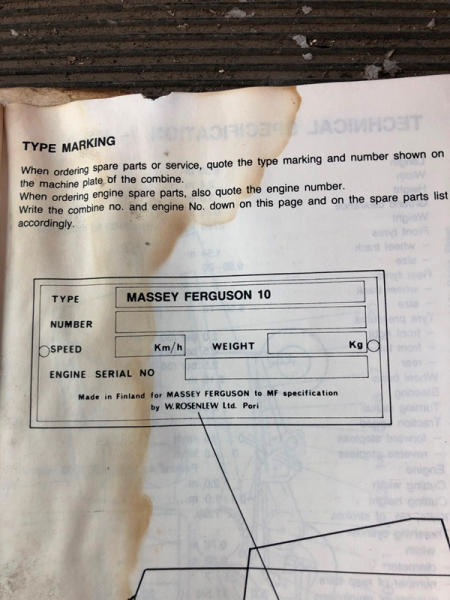 TYPE MARKING
When ordering spare parts or service, quote the type marking and number shown on
the machine plate of the combine.
When ordering engine spare parts, also quote the engine number.
Write the combine no. and engine No. down on this page and on the spare parts list
accordingly.
TYPE MASSEY FERGUSON 10
NUMBER
SPEED Km/h WEIGHT Kg
ENGINE SERIAL NO
Made in Finland for MASSEY FERGUSON to MF specification
by W.ROSENLEW Ltd. Pori